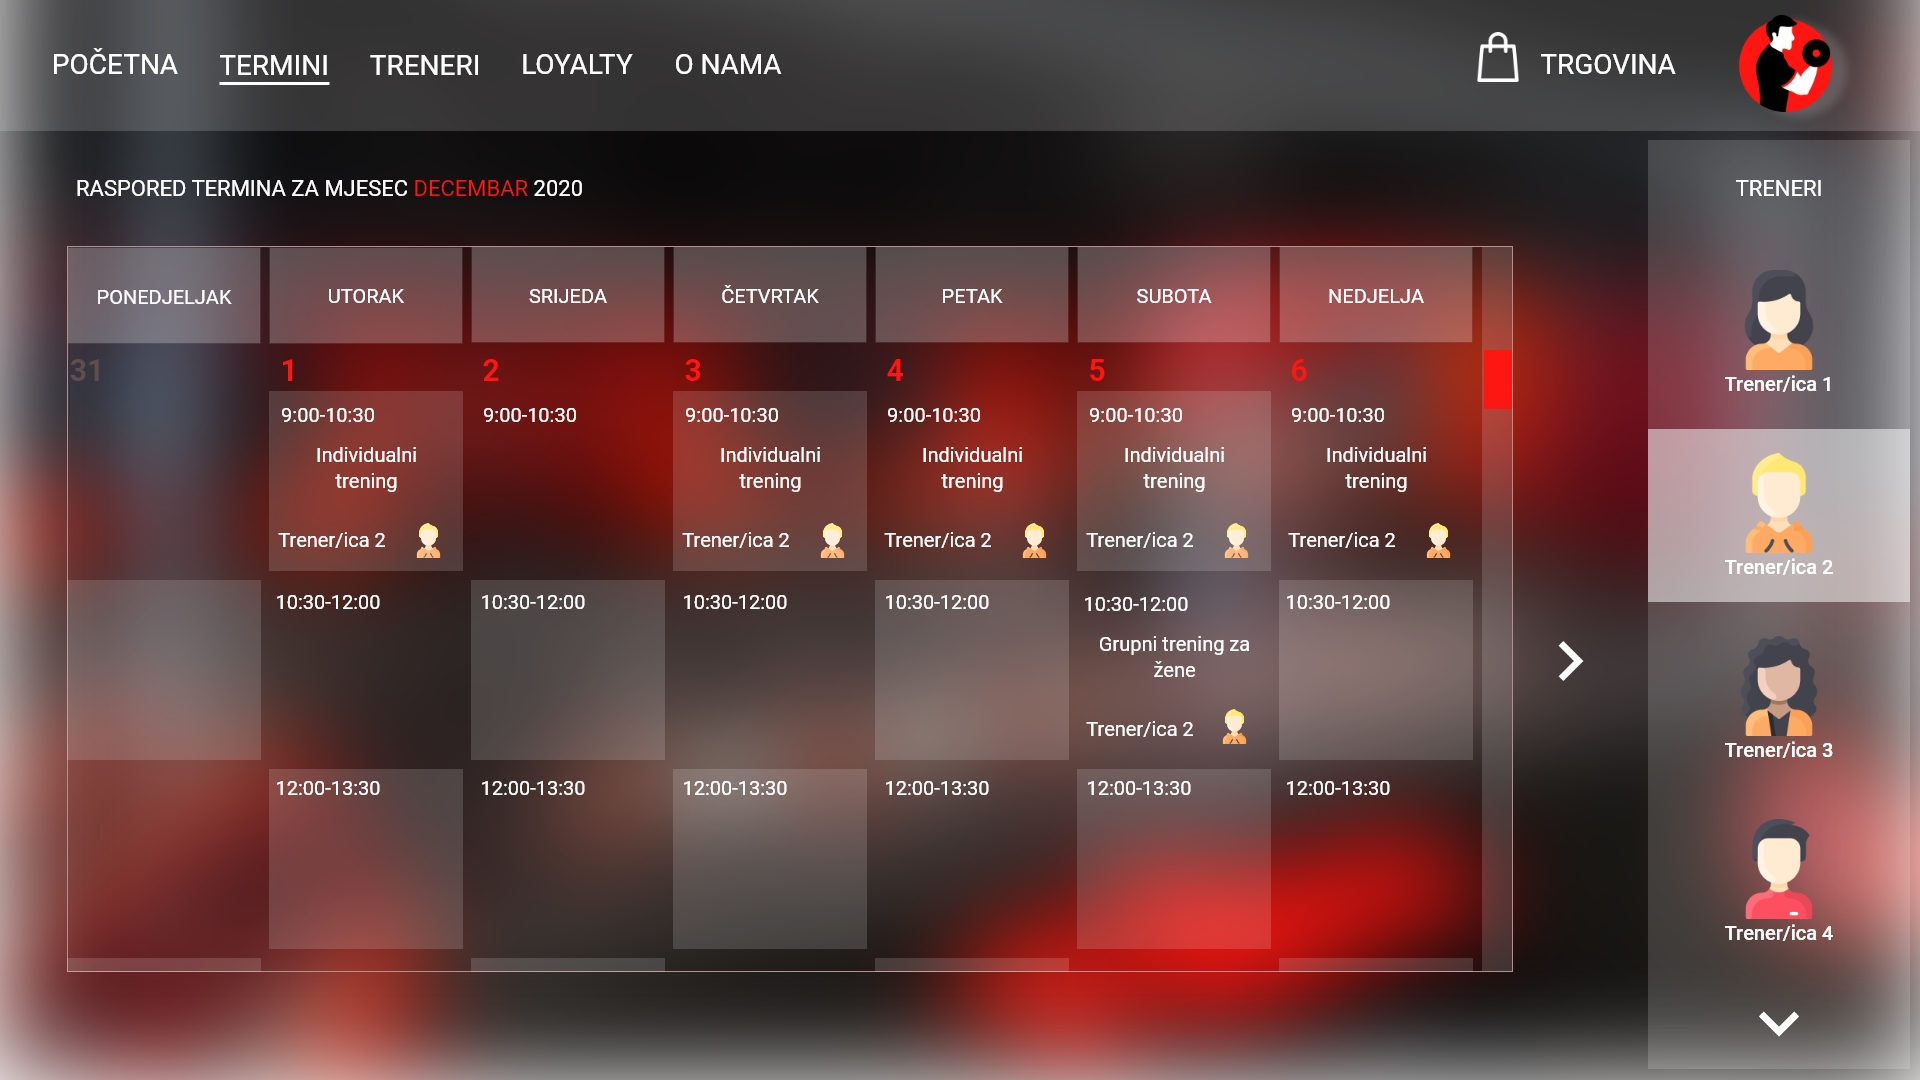 POČETNA TERMINI TRENERI LOYALTY O NAMA TRGOVINA
RASPORED TERMINA ZA MJESEC DECEMBAR 2020
PONEDJELJAK UTORAK SRIJEDA ČETVRTAK PETAK SUBOTA NEDJELJA
31 1 2 3 4 5 6
9:00-10:30 9:00-10:30 9:00-10:30 9:00-10:30 9:00-10:30 9:00-10:30
Individualni Individualni Individualni Individualni Individualni
trening trening trening trening trening
Trener/ica 2 Trener/ica 2 Trener/ica 2 Trener/ica 2 Trener/ica 2
10:30-12:00 10:30-12:00 10:30-12:00 10:30-12:00 10:30-12:00 10:30-12:00
Grupni trening za
žene
Trener/ica 2
12:00-13:30 12:00-13:30 12:00-13:30 12:00-13:30 12:00-13:30 12:00-13:30
TRENERI
Trener/ica 1
Trener/ica 2
Trener/ica 3
Trener/ica 4